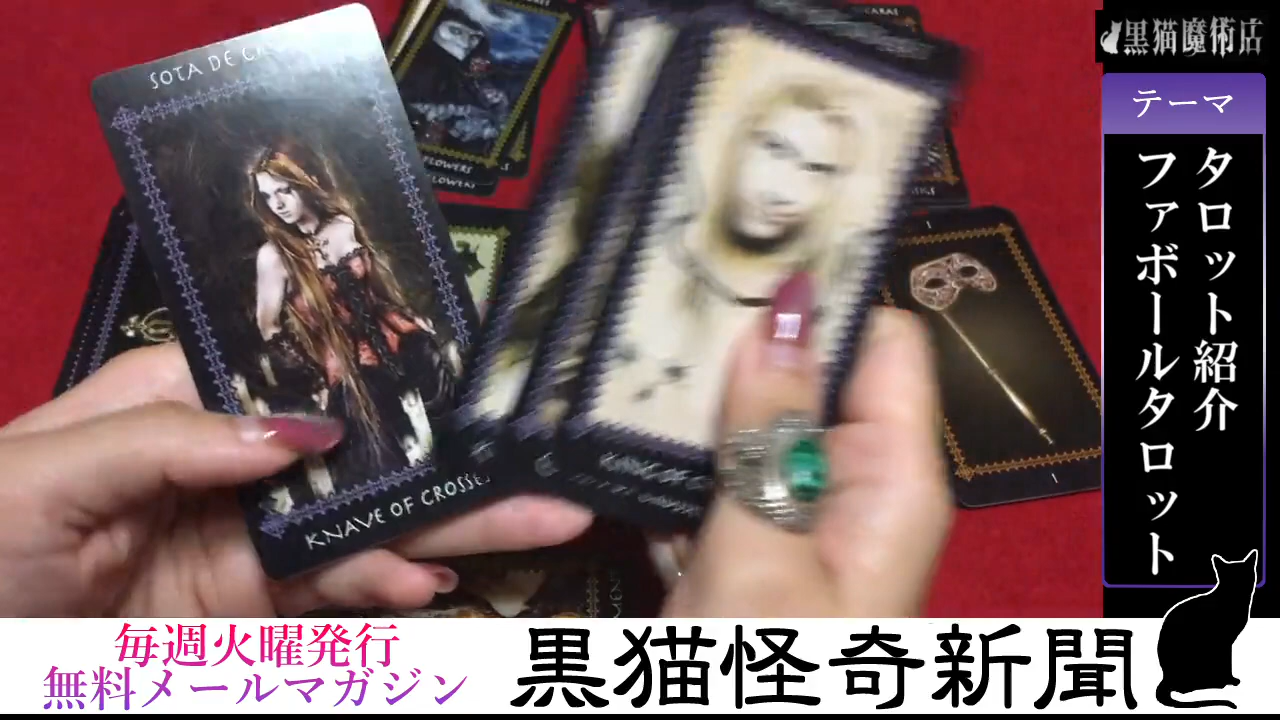 黒猫魔術店
テーマ
タロット紹介
ファボールタロット
KNAVE OF CROSSES
SOTA DE
FLOWERS
FLOWERS
I
I
毎週火曜発行
無料メールマガジン
黒猫怪奇新聞